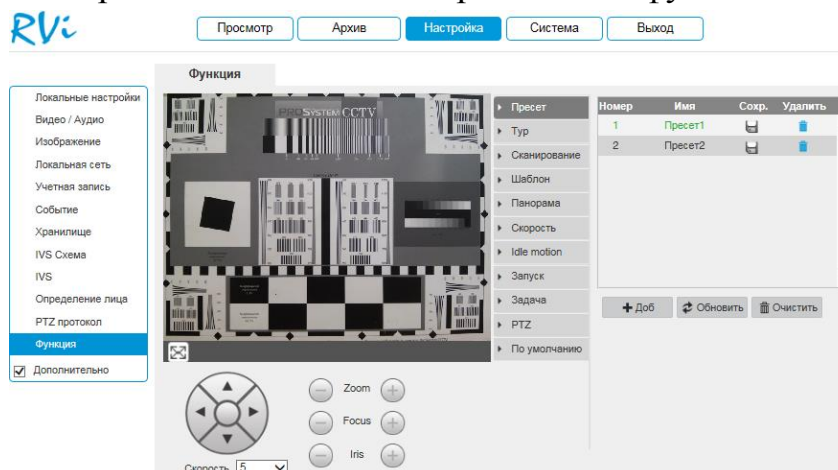 RVi
Просмотр
Архив
Настройка
Система
Выход
Функция
Локальные настройки
Видео / Аудио
Изображение
Локальная сеть
Учетная запись
Событие
Хранилище
IVS Схема
IVS
Определение лица
PTZ протокол
Функция
Дополнительно
PROSYSTEM CCTV
Пресет
Тур
Сканирование
Шаблон
Панорама
Скорость
Idle motion
Запуск
Задача
PTZ
По умолчанию
Номер Имя Сохр. Удалить
1 Пресет1
2 Пресет2
Доб
Обновить
Очистить
Zoom
Focus
Iris
Скорость 5